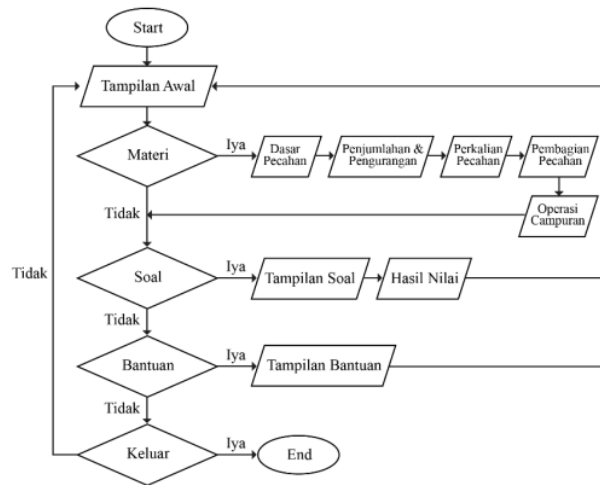 Start
Tampilan Awal
Materi
Iya
Dasar
Pecahan
Penjumlahan &
Pengurangan
Perkalian
Pecahan
Pembagian
Pecahan
Operasi
Campuran
Tidak
Tidak
Soal
Iya
Tampilan Soal
Hasil Nilai
Tidak
Bantuan
Iya
Tampilan Bantuan
Tidak
Keluar
Iya
End